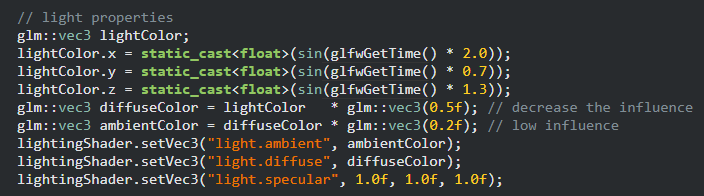 // light properties
glm::vec3 lightColor;
lightColor.x = static_cast<float>(sin(glfwGetTime() * 2.0));
lightColor.y = static_cast<float>(sin(glfwGetTime() * 0.7));
lightColor.z = static_cast<float>(sin(glfwGetTime() * 1.3));
glm::vec3 diffuseColor = lightColor   * glm::vec3(0.5f); // decrease the influence
glm::vec3 ambientColor = diffuseColor * glm::vec3(0.2f); // low influence
lightingShader.setVec3("light.ambient", ambientColor);
lightingShader.setVec3("light.diffuse", diffuseColor);
lightingShader.setVec3("light.specular", 1.0f, 1.0f, 1.0f);